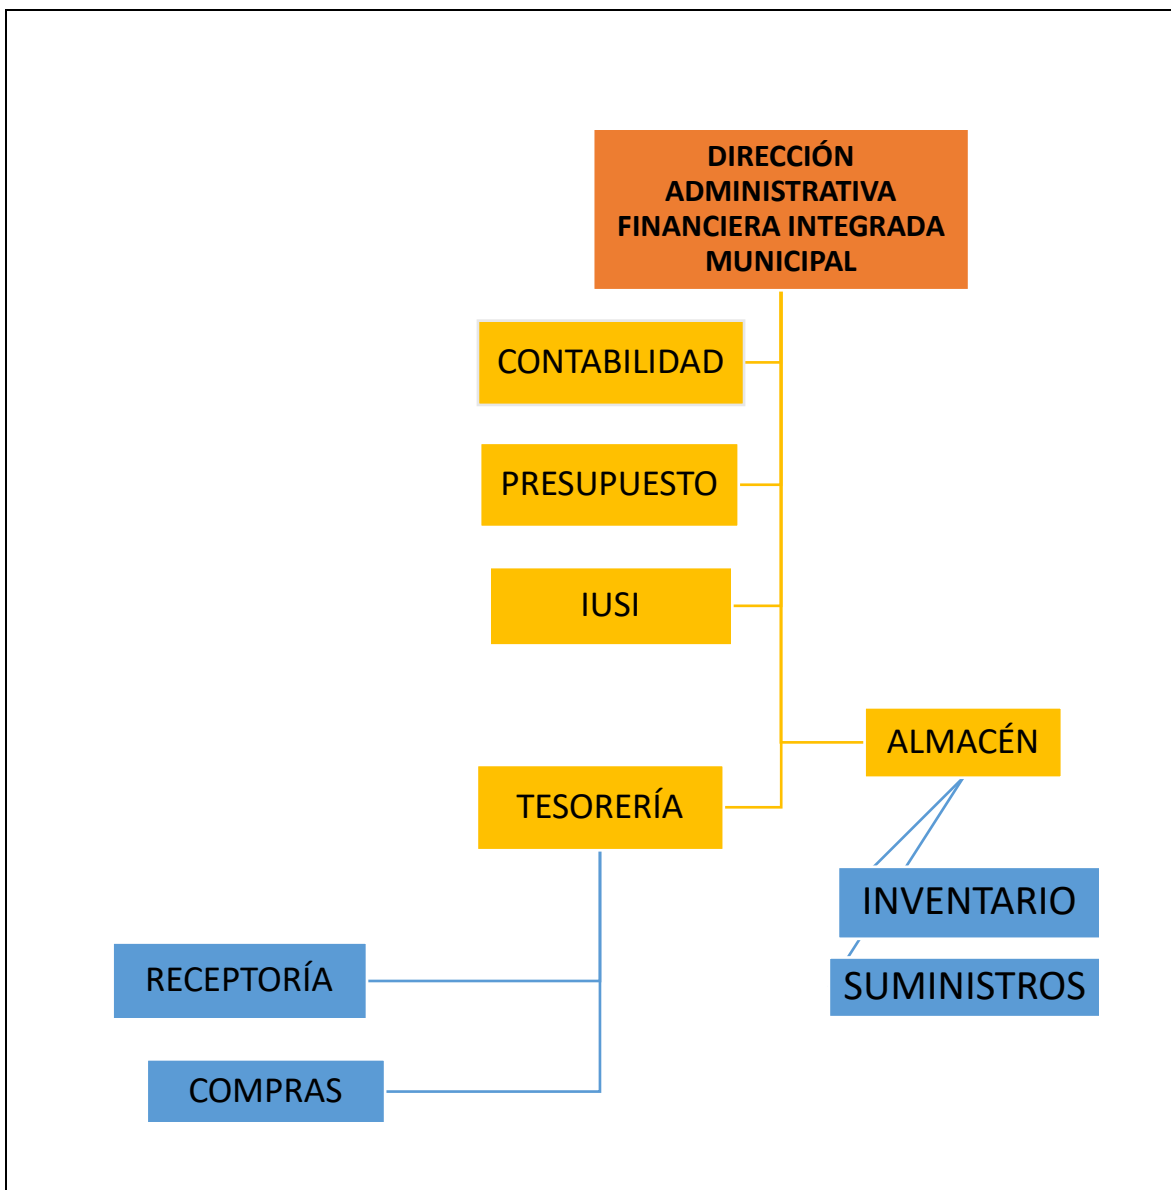 DIRECCIÓN
ADMINISTRATIVA
FINANCIERA INTEGRADA
MUNICIPAL
CONTABILIDAD
PRESUPUESTO
IUSI
ALMACÉN
TESORERÍA
INVENTARIO
RECEPTORÍA
SUMINISTROS
COMPRAS